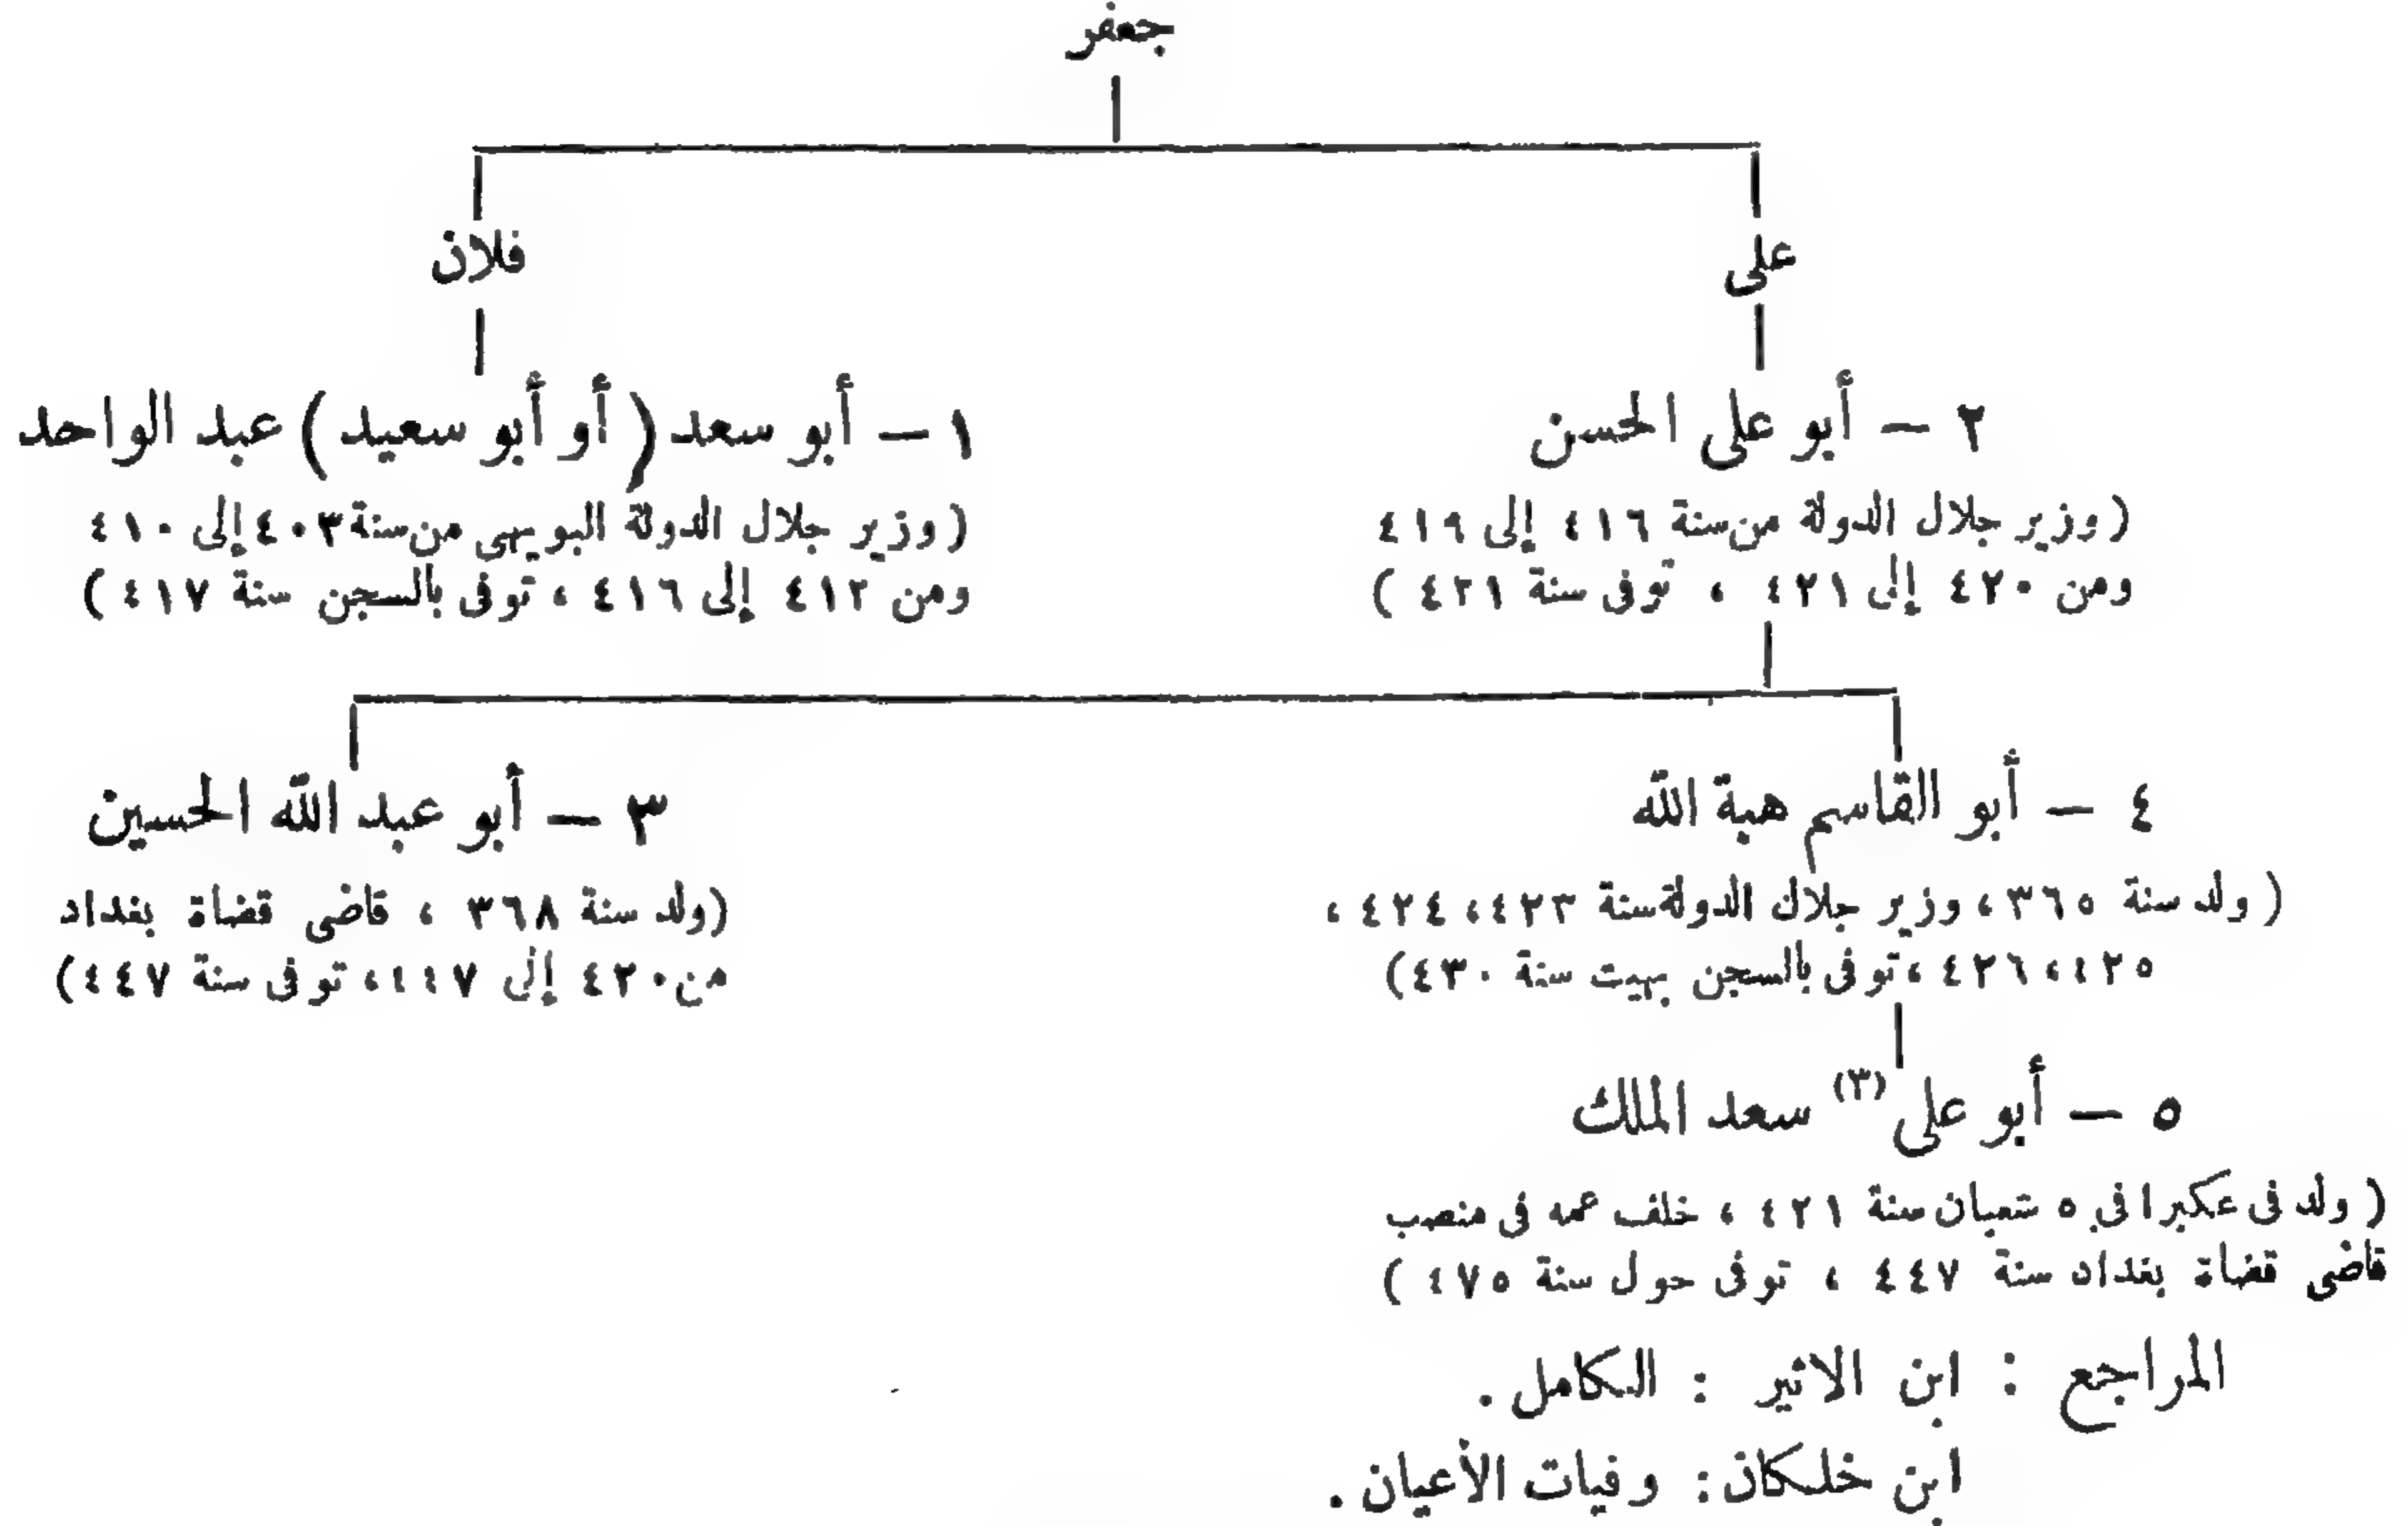 جعفر
على
فلان
٢ – أبو على الحسن
(وزير جلال الدولة من سنة ٤١٦ إلى ٤١٩
ومن ٤٢٠ إلى ٤٢١ ، توفى سنة ٤٢١)
١ – أبو سعد (أو أبو سعيد) عبد الواحد
(وزير جلال الدولة البويهى من سنة ٤٠٣ إلى ٤١٠
ومن ٤١٢ إلى ٤١٦ ، توفى بالسجن سنة ٤١٧)
٤ – أبو القاسم هبة الله
(ولد سنة ٣٦٥ ، وزير جلال الدولة سنة ٤٢٣ ، ٤٢٤ ،
٤٢٥ ، ٤٢٦ ، توفى بالسجن بهيت سنة ٤٣٠)
٣ – أبو عبد الله الحسين
(ولد سنة ٣٦٨ ، قاضى قضاة بغداد
من ٤٢٠ إلى ٤٤٧ ، توفى سنة ٤٤٧)
٥ – أبو على (٣) سعد الملك
(ولد فى عكبرا فى ٥ شعبان سنة ٤٢١ ، خلف عمه فى منصب
قاضى قضاة بغداد سنة ٤٤٧ ، توفى حول سنة ٤٧٥)
المراجع : ابن الاثير : الكامل .
ابن خلكان : وفيات الأعيان .